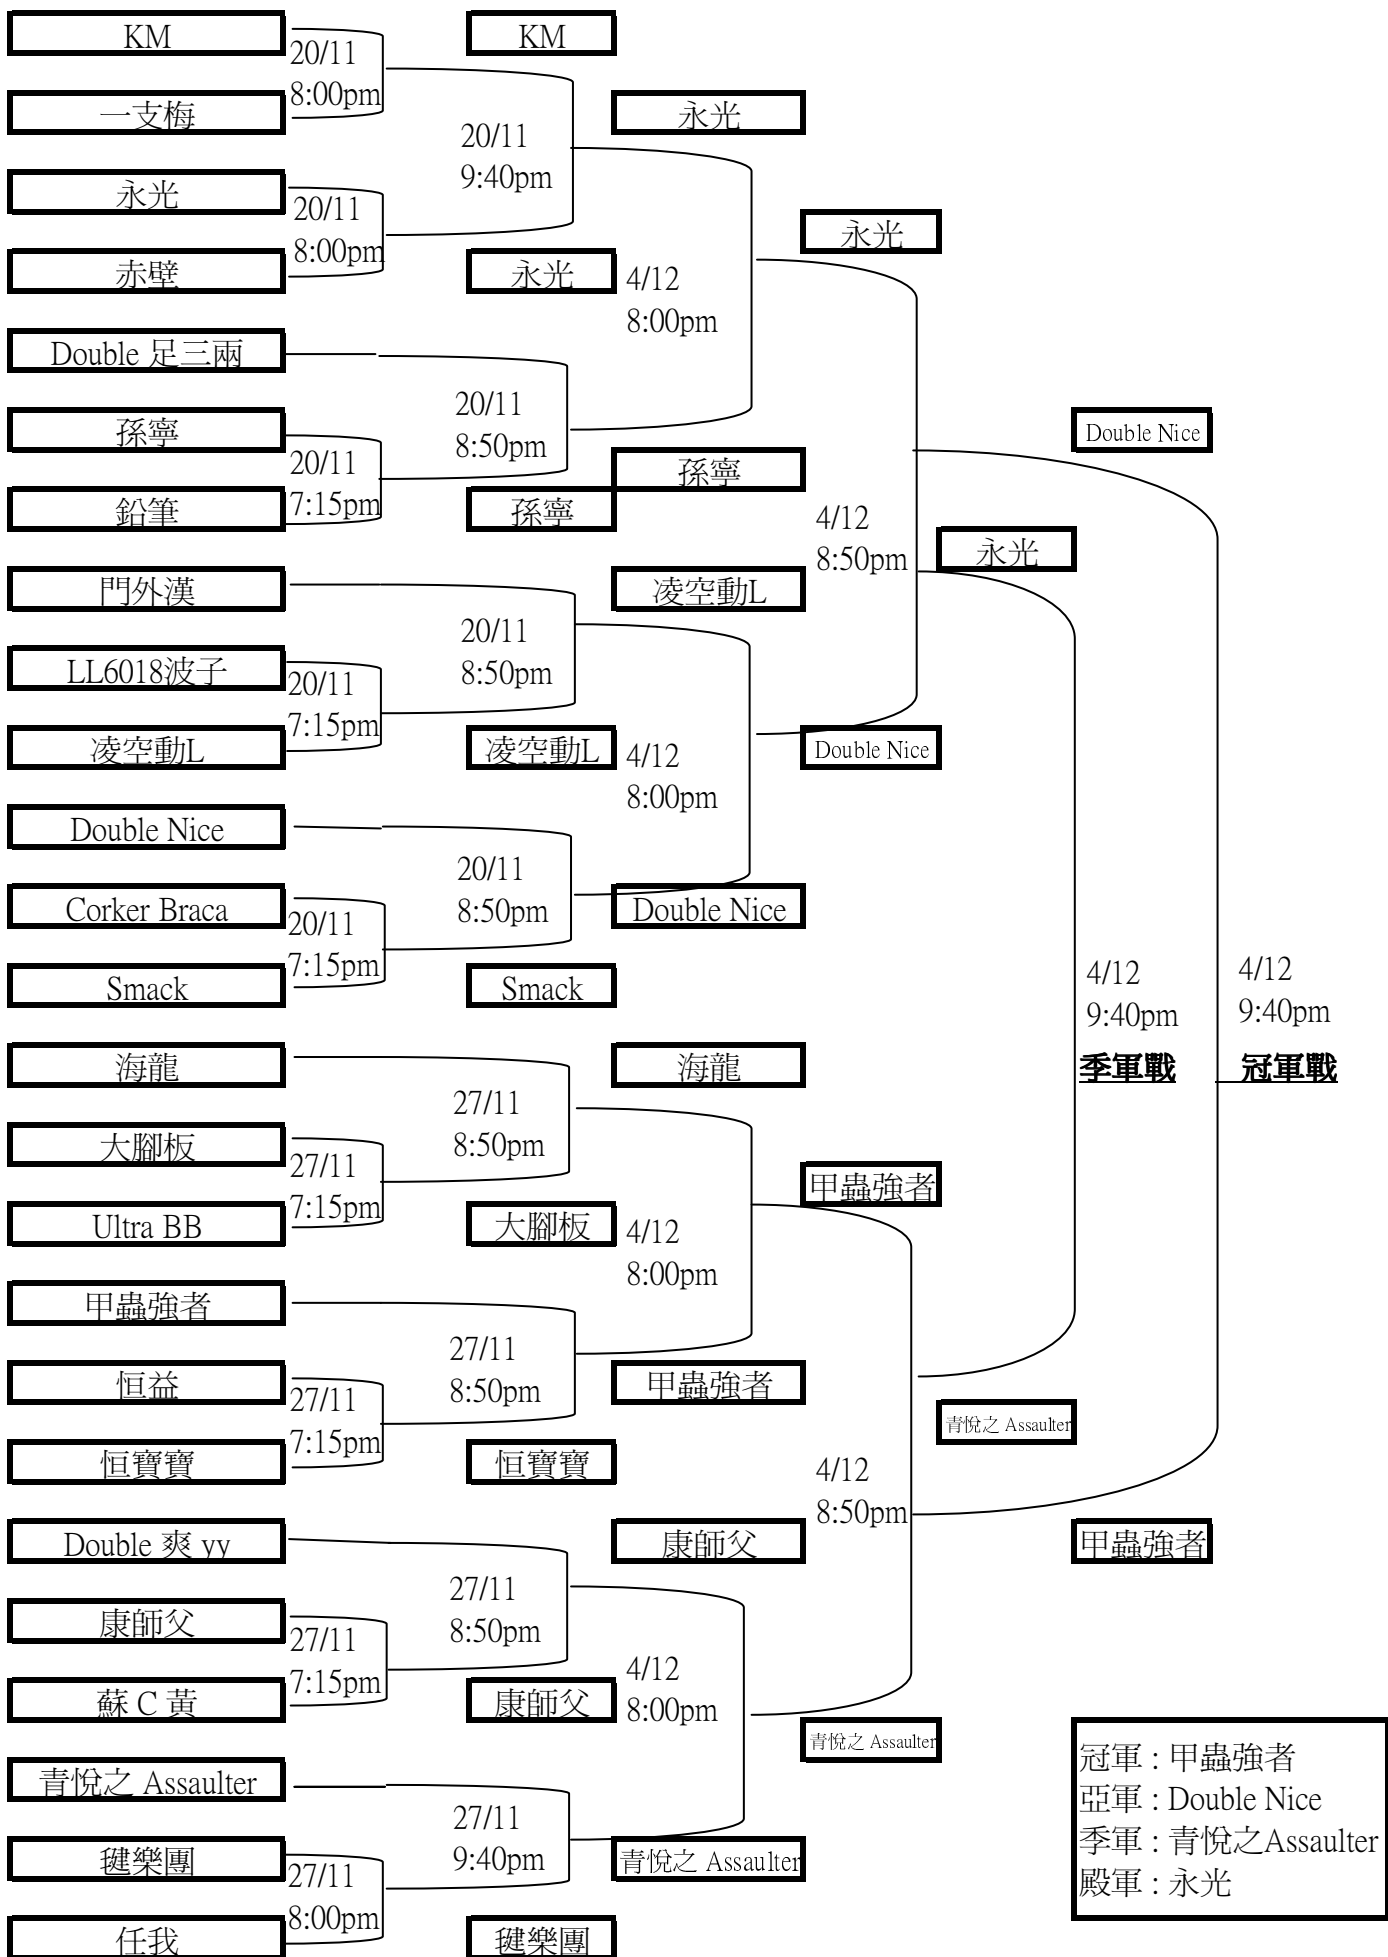 KM
20/11
8:00pm
一支梅
永光
20/11
8:00pm
赤壁
Double 足三兩
孫寧
20/11
7:15pm
鉛筆
門外漢
LL6018波子
20/11
7:15pm
凌空動L
Double Nice
Corker Braca
20/11
7:15pm
Smack
海龍
大腳板
27/11
7:15pm
Ultra BB
甲蟲強者
恒益
27/11
7:15pm
恒寶寶
Double 爽 yy
康師父
27/11
7:15pm
蘇 C 黃
青悅之 Assaulter
毽樂團
27/11
8:00pm
任我
KM
20/11
9:40pm
永光
20/11
8:50pm
孫寧
20/11
8:50pm
凌空動L
20/11
8:50pm
Smack
27/11
8:50pm
大腳板
27/11
8:50pm
恒寶寶
27/11
8:50pm
康師父
27/11
9:40pm
毽樂團
永光
4/12
8:00pm
孫寧
凌空動L
4/12
8:00pm
Double Nice
海龍
4/12
8:00pm
甲蟲強者
康師父
4/12
8:00pm
青悅之 Assaulter
永光
4/12
8:50pm
Double Nice
甲蟲強者
4/12
8:50pm
青悅之 Assaulter
永光
4/12
9:40pm
季軍戰
青悅之 Assaulter
Double Nice
4/12
9:40pm
冠軍戰
甲蟲強者
冠軍 : 甲蟲強者
亞軍 : Double Nice
季軍 : 青悅之Assaulter
殿軍 : 永光